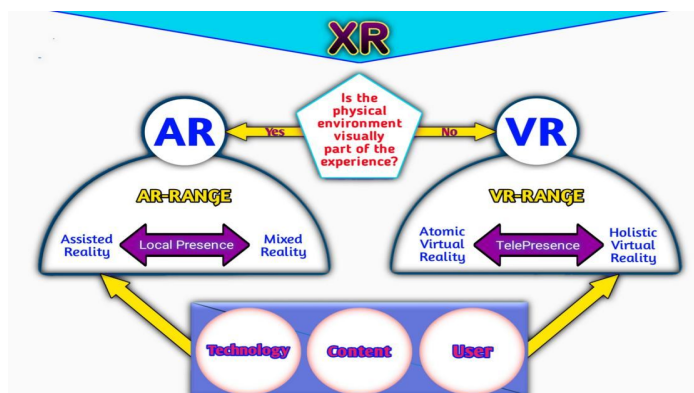 XR
Is the
physical
environment
visually
part of the
experience?
AR
Yes
No
VR
AR-RANGE
Assisted
Reality
Local Presence
Mixed
Reality
VR-RANGE
Atomic
Virtual
Reality
TelePresence
Holistic
Virtual
Reality
Technology
Content
User